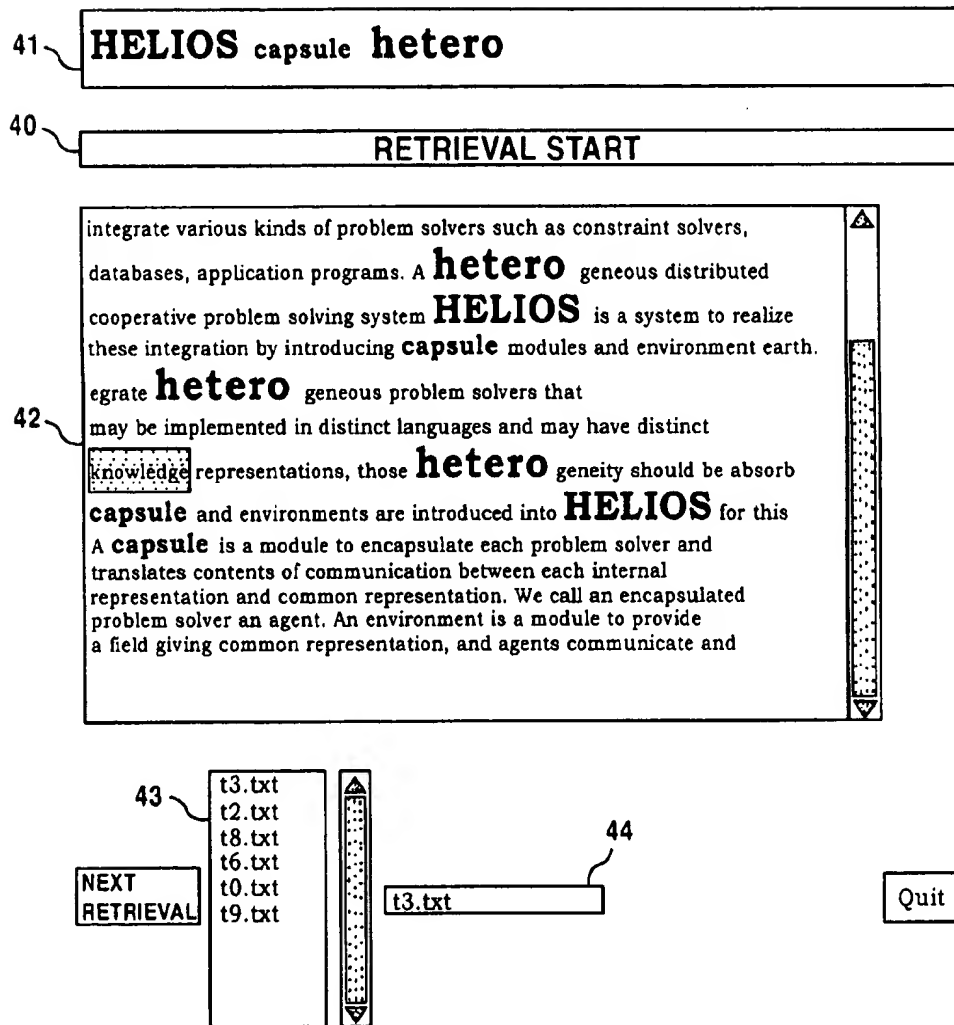 41
HELIOS capsule hetero
40
RETRIEVAL START
integrate various kinds of problem solvers such as constraint solvers,
databases, application programs. A hetero geneous distributed
cooperative problem solving system HELIOS is a system to realize
these integration by introducing capsule modules and environment earth.
egrate hetero geneous problem solvers that
42
may be implemented in distinct languages and may have distinct
knowledge representations, those hetero geneity should be absorb
capsule and environments are introduced into HELIOS for this
A capsule is a module to encapsulate each problem solver and
translates contents of communication between each internal
representation and common representation. We call an encapsulated
problem solver an agent. An environment is a module to provide
a field giving common representation, and agents communicate and
43
t3.txt
t2.txt
t8.txt
t6.txt
t0.txt
t9.txt
NEXT
RETRIEVAL
44
t3.txt
Quit